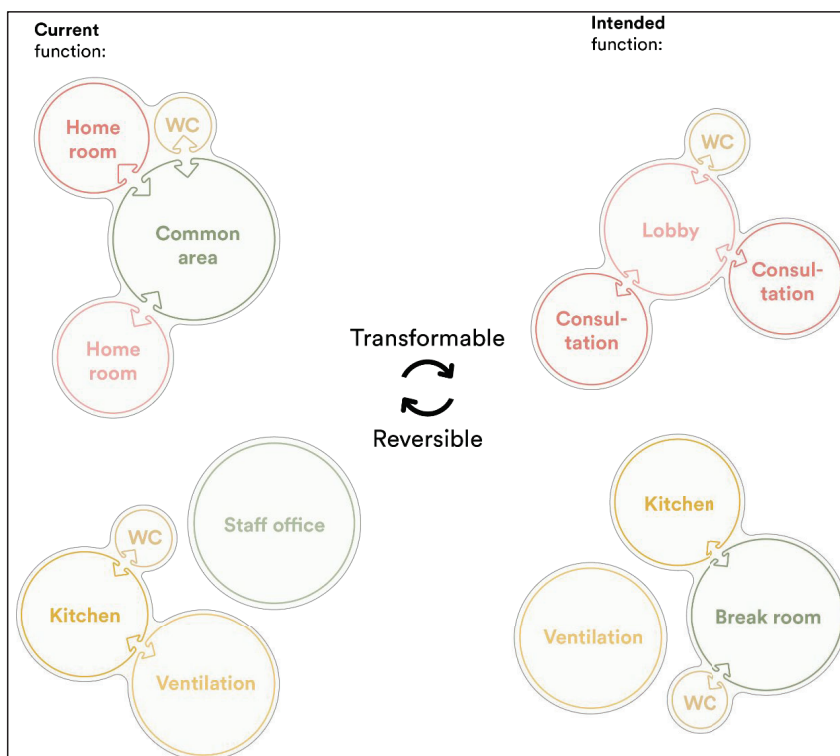 Current
function:
Intended
function:
Home
room
WC
Common
area
Home
room
WC
Lobby
Consul-
tation
Consul-
tation
Transformable
Reversible
Staff office
WC
Kitchen
Ventilation
Kitchen
Ventilation
Break room
WC